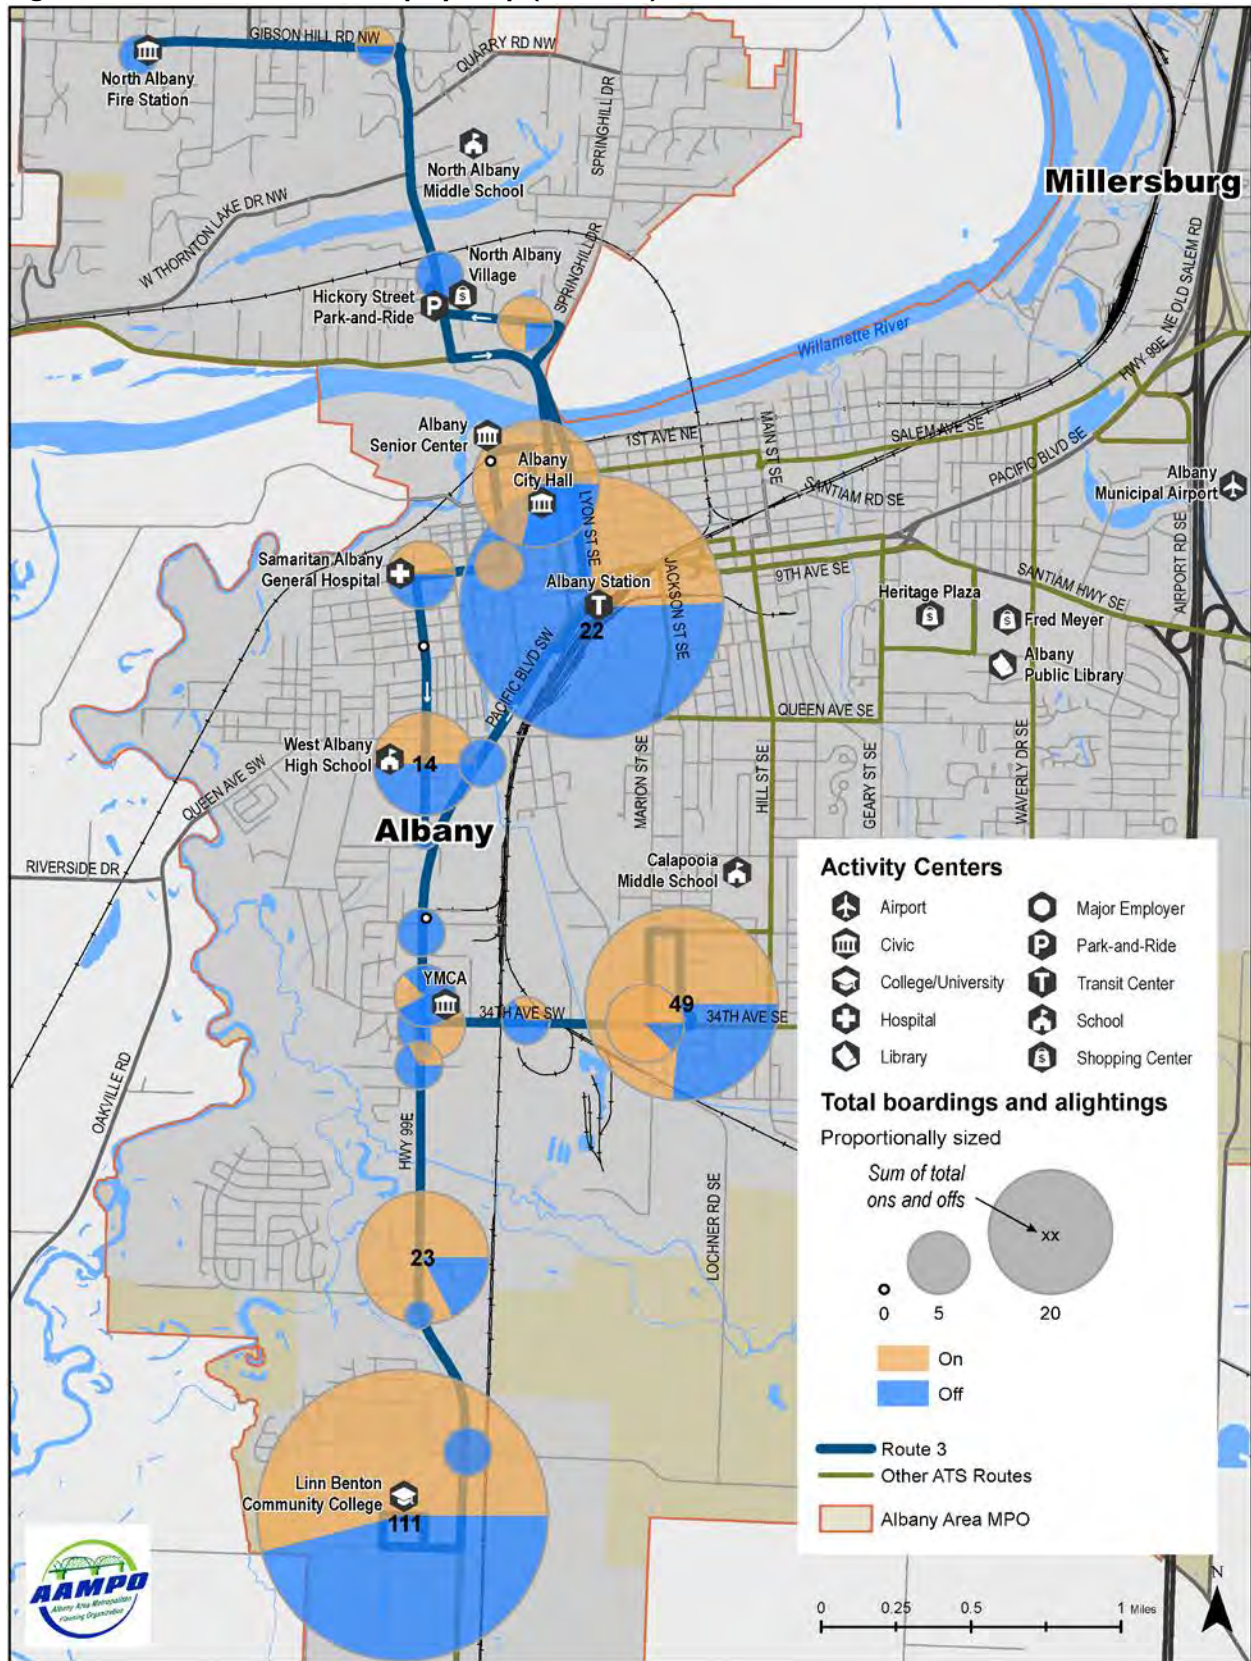 GIBSON HILL RD NW
QUARRY RD NW
North Albany
Fire Station
SPRINGHILL DR
North Albany
Middle School
Millersburg
W THORNTON LAKE DR NW
North Albany
Village
SPRINGHILL DR
Hickory Street
Park-and-Ride
P
S
NE OLD SALEM RD
HWY 99E
Willamette River
Albany
Senior Center
1ST AVE NE
MAIN ST SE
SALEM AVE SE
Albany
City Hall
PACIFIC BLVD SE
Albany
Municipal Airport
SANTIAM RD SE
LYON ST SE
AIRPORT RD SE
Samaritan Albany
General Hospital
Albany Station
T
22
JACKSON ST SE
9TH AVE SE
SANTIAM HWY SE
Heritage Plaza
S
S
Fred Meyer
Albany
Public Library
PACIFIC BLVD SW
QUEEN AVE SE
West Albany
High School
14
QUEEN AVE SW
MARION ST SE
HILL ST SE
GEARY ST SE
WAVERLY DR SE
Albany
RIVERSIDE DR
Calapooia
Middle School
YMCA
34TH AVE SW
49
34TH AVE SE
OAKVILLE RD
HWY 99E
23
LOCHNER RD SE
Linn Benton
Community College
111
Activity Centers
Airport
Major Employer
Civic
P
Park-and-Ride
College/University
T
Transit Center
Hospital
School
Library
S
Shopping Center
Total boardings and alightings
Proportionally sized
Sum of total
ons and offs
xx
0
5
20
On
Off
Route 3
Other ATS Routes
Albany Area MPO
AAMPO
Albany Area Metropolitan
Planning Organization
N
0
0.25
0.5
1
Miles